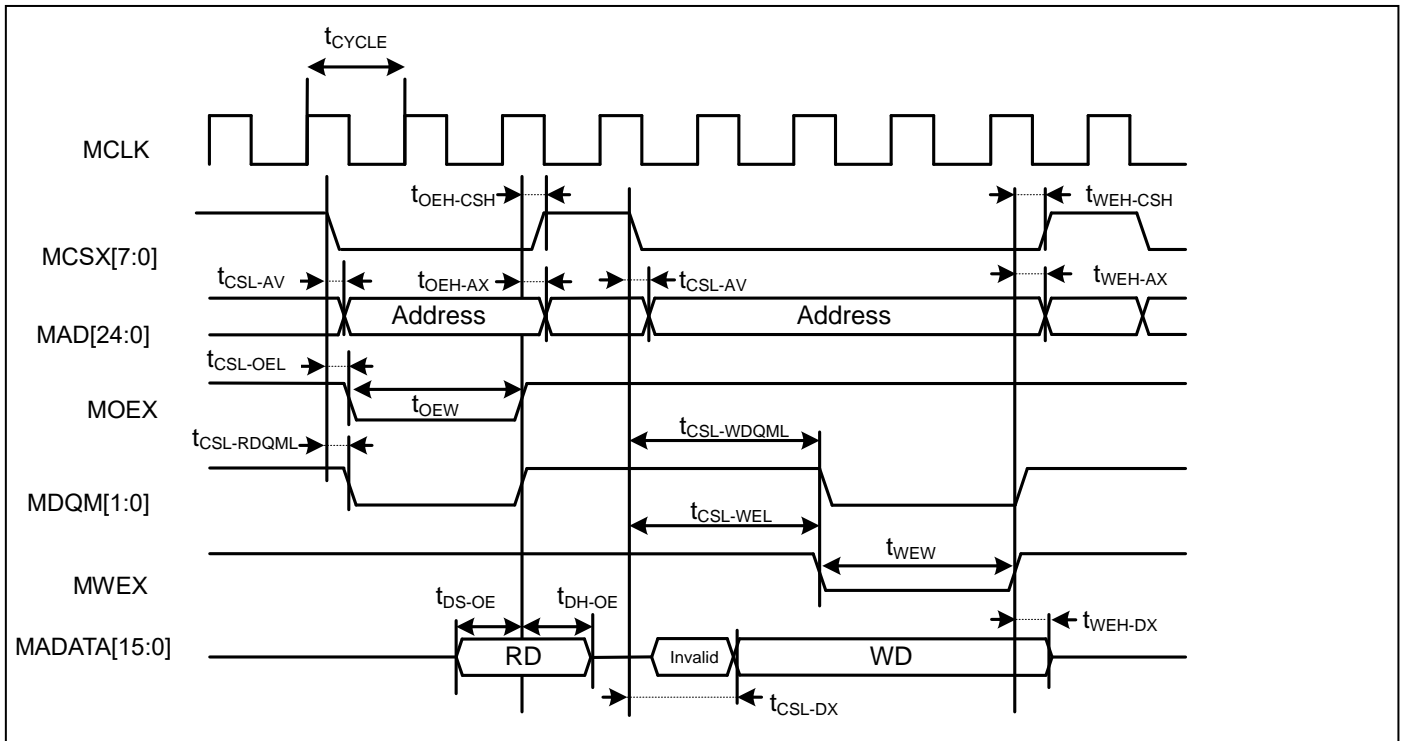 tCYCLE
MCLK
tOEH-CSH
tWEH-CSH
MCSX[7:0]
tCSL-AV
tOEH-AX
tCSL-AV
tWEH-AX
MAD[24:0]
Address
Address
tCSL-OEL
MOEX
tOEW
tCSL-RDQML
tCSL-WDQML
MDQM[1:0]
tCSL-WEL
tWEW
MWEX
tDS-OE
tDH-OE
tWEH-DX
MADATA[15:0]
RD
Invalid
WD
tCSL-DX